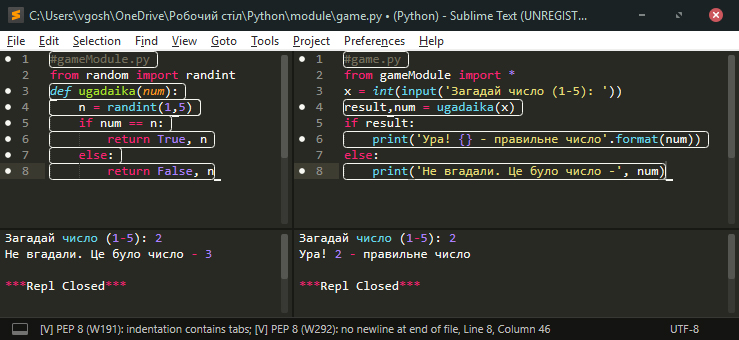 C:\Users\vgosh\OneDrive\Робочий стіл\Python\module\game.py • (Python) - Sublime Text (UNREGIST...
File Edit Selection Find View Goto Tools Project Preferences Help
1 #gameModule.py
2 from random import randint
3 def ugadaika(num):
4 n = randint(1,5)
5 if num == n:
6 return True, n
7 else:
8 return False, n
1 #game.py
2 from gameModule import *
3 x = int(input('Загадай число (1-5): '))
4 result,num = ugadaika(x)
5 if result:
6 print('Ура! {} - правильне число'.format(num))
7 else:
8 print('Не вгадали. Це було число -', num)
Загадай число (1-5): 2
Не вгадали. Це було число - 3
***Repl Closed***
Загадай число (1-5): 2
Ура! 2 - правильне число
***Repl Closed***
[V] PEP 8 (W191): indentation contains tabs; [V] PEP 8 (W292): no newline at end of file, Line 8, Column 46
UTF-8